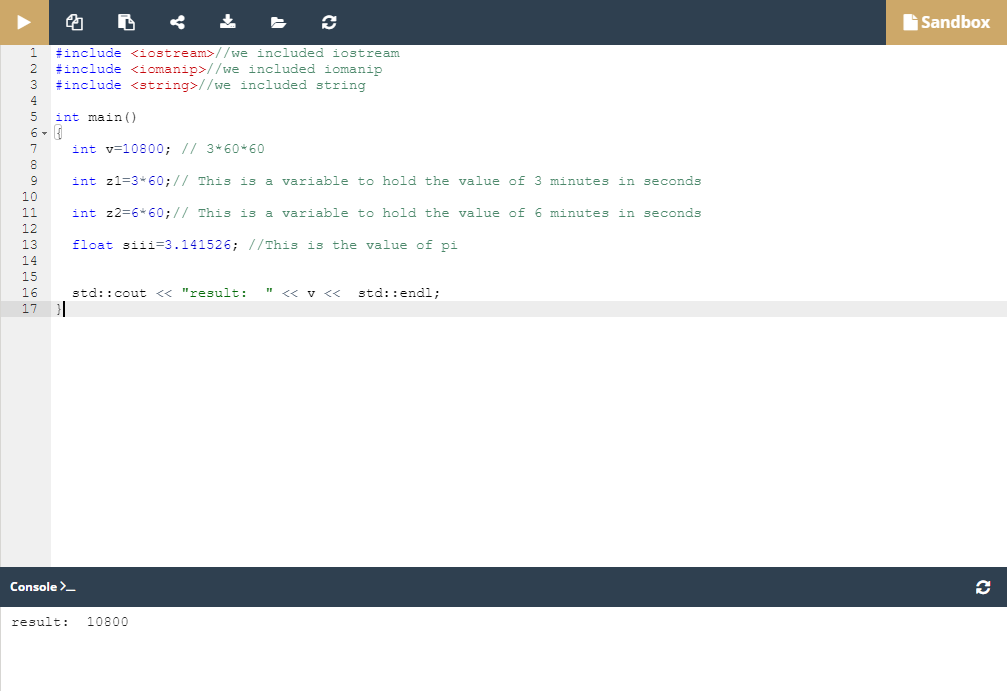 Sandbox
1 #include <iostream>//we included iostream
2 #include <iomanip>//we included iomanip
3 #include <string>//we included string
4
5 int main()
6 {
7   int v=10800; // 3*60*60
8
9   int z1=3*60;// This is a variable to hold the value of 3 minutes in seconds
10
11   int z2=6*60;// This is a variable to hold the value of 6 minutes in seconds
12
13   float siii=3.141526; //This is the value of pi
14
15
16   std::cout << "result:  " << v <<  std::endl;
17 }
Console >_
result:  10800